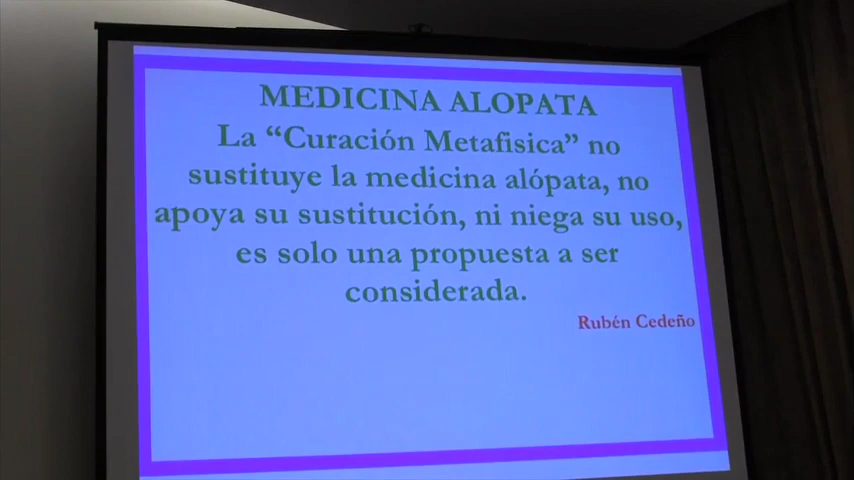 MEDICINA ALOPATA
La “Curación Metafisica” no
sustituye la medicina alópata, no
apoya su sustitución, ni niega su uso,
es solo una propuesta a ser
considerada.
Rubén Cedeño